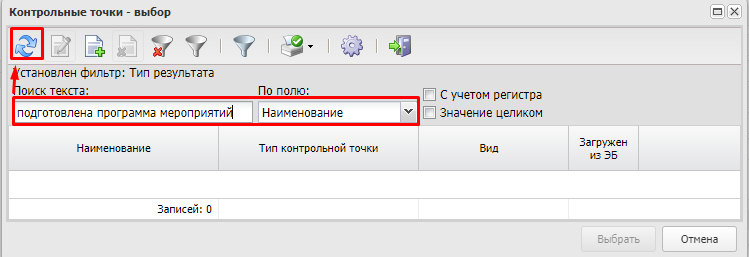 Контрольные точки - выбор
Установлен фильтр: Тип результата
Поиск текста: По полю:
С учетом регистра
подготовлена программа мероприятий Наименование
Значение целиком
Наименование Тип контрольной точки Вид Загружен из ЭБ
Записей: 0
Выбрать Отмена